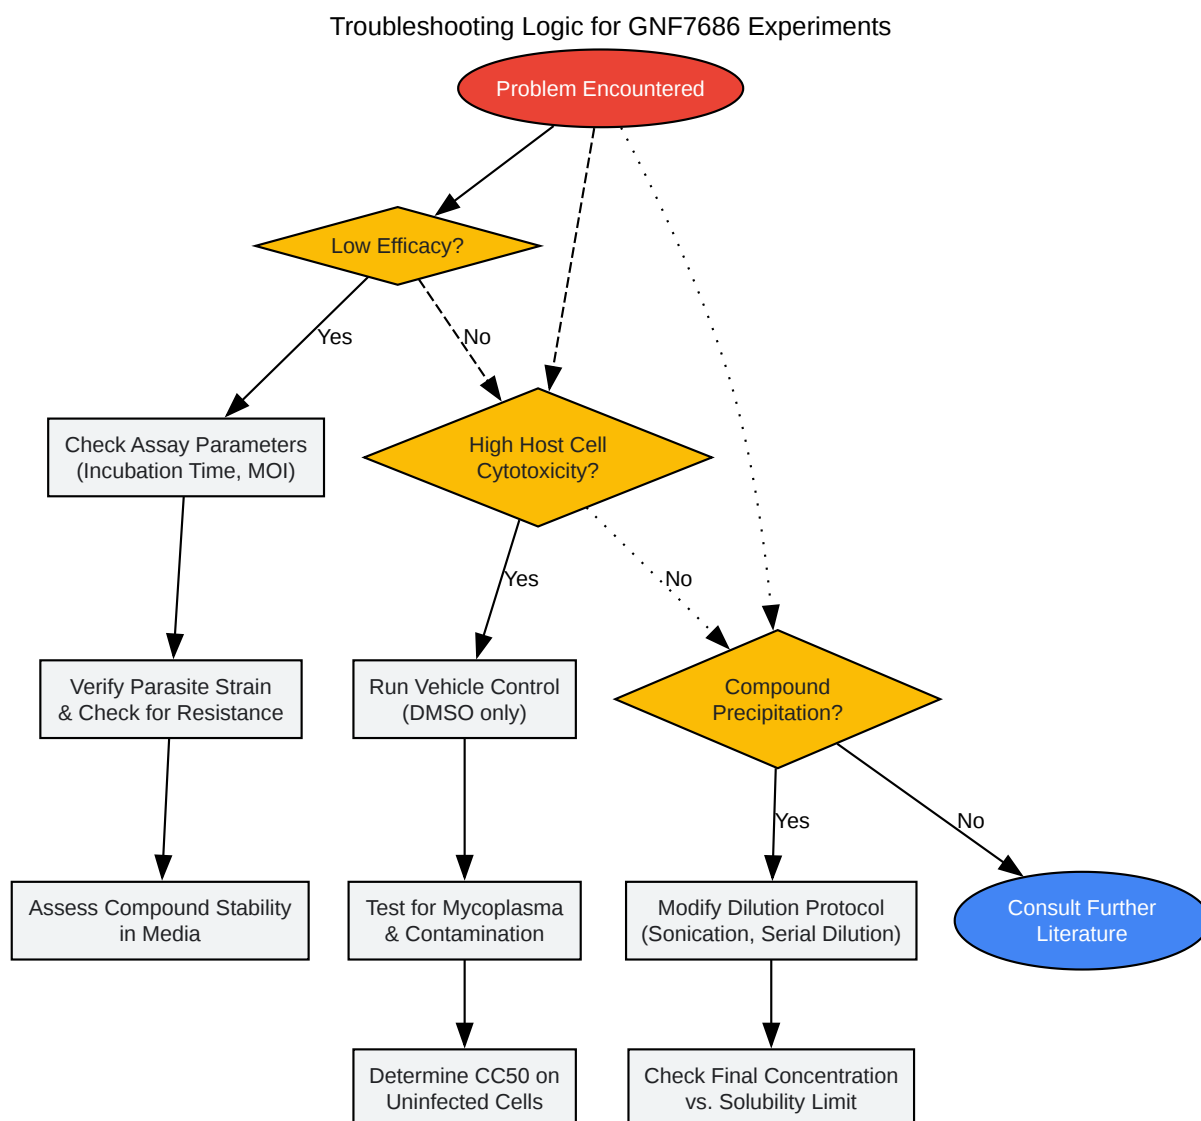 Troubleshooting Logic for GNF7686 Experiments
Problem Encountered
Low Efficacy?
Yes
No
Check Assay Parameters
(Incubation Time, MOI)
High Host Cell
Cytotoxicity?
Yes
No
Verify Parasite Strain
& Check for Resistance
Run Vehicle Control
(DMSO only)
Compound
Precipitation?
Yes
No
Assess Compound Stability
in Media
Test for Mycoplasma
& Contamination
Modify Dilution Protocol
(Sonication, Serial Dilution)
Consult Further
Literature
Determine CC50 on
Uninfected Cells
Check Final Concentration
vs. Solubility Limit